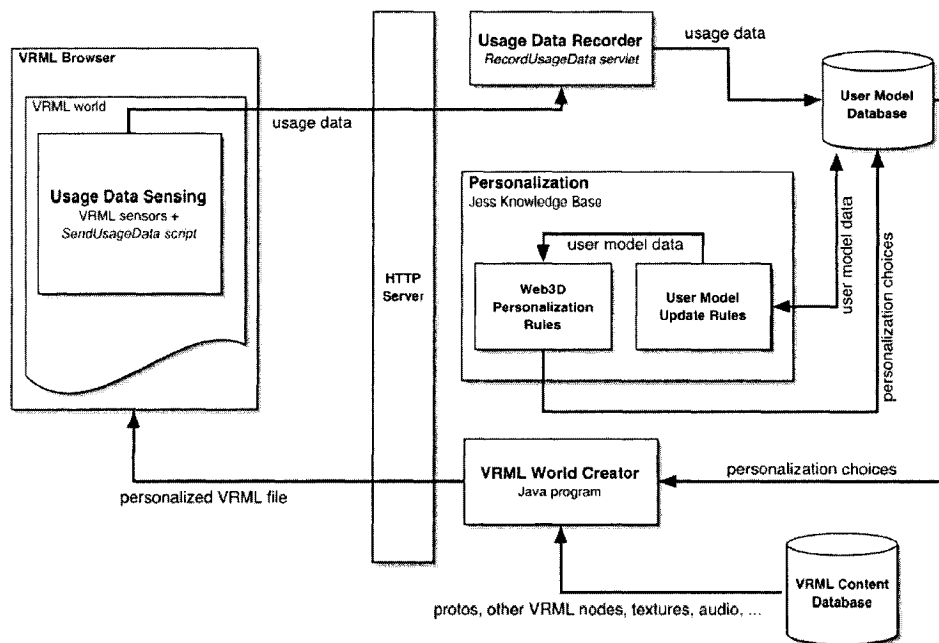 VRML Browser
VRML world
Usage Data Sensing
VRML sensors +
SendUsageData script
usage data
HTTP
Server
Usage Data Recorder
RecordUsageData servlet
usage data
User Model
Database
Personalization
Jess Knowledge Base
user model data
Web3D
Personalization
Rules
User Model
Update Rules
user model data
personalization choices
VRML World Creator
Java program
personalization choices
personalized VRML file
protos, other VRML nodes, textures, audio, ...
VRML Content
Database